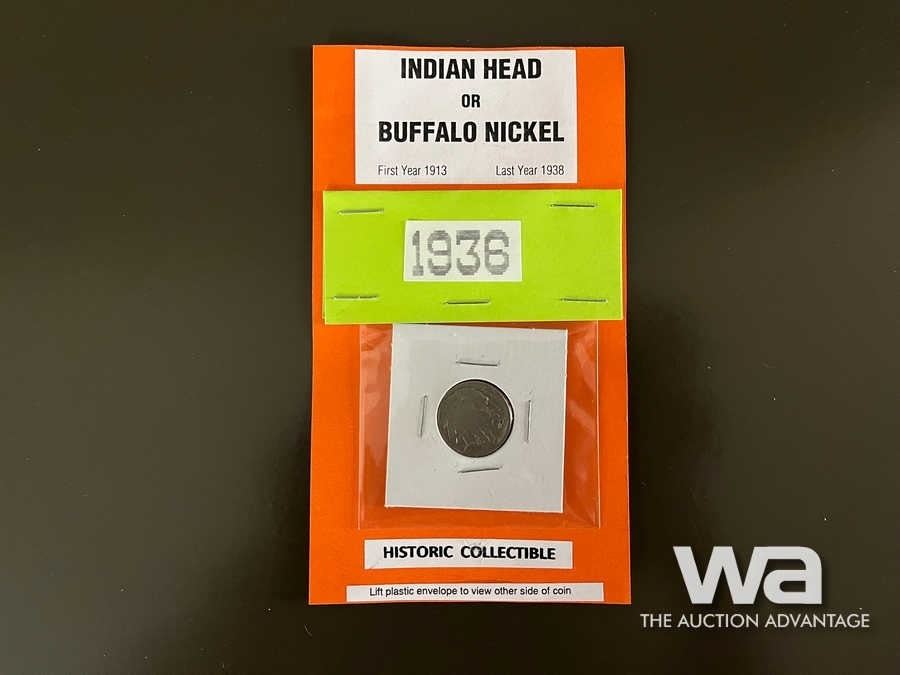 INDIAN HEAD
OR
BUFFALO NICKEL
First Year 1913 Last Year 1938
1936
HISTORIC COLLECTIBLE
Lift plastic envelope to view other side of coin
wa
THE AUCTION ADVANTAGE